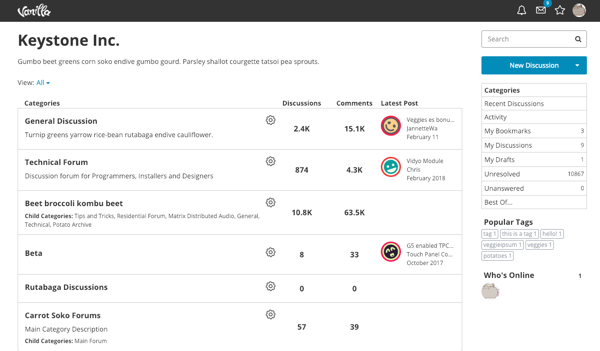 Vanilla
5
Keystone Inc.
Gumbo beet greens corn soko endive gumbo gourd. Parsley shallot courgette tatsoi pea sprouts.
View: All
Categories Discussions Comments Latest Post
General Discussion
Turnip greens yarrow rice-bean rutabaga endive cauliflower.
2.4K 15.1K
Veggies es bonu...
JannetteWa
February 11
Technical Forum
Discussion forum for Programmers, Installers and Designers
874 4.3K
Vidyo Module
Chris
February 2018
Beet broccoli kombu beet
Child Categories: Tips and Tricks, Residential Forum, Matrix Distributed Audio, General,
Technical, Potato Archive
10.8K 63.5K
Beta
8 33
G5 enabled TPC...
Touch Panel Co...
October 2017
Rutabaga Discussions
0 0
Carrot Soko Forums
Main Category Description
Child Categories: Main Forum
57 39
Search
New Discussion
Categories
Recent Discussions
Activity
My Bookmarks 3
My Discussions 9
My Drafts 1
Unresolved 10867
Unanswered 0
Best Of...
Popular Tags
tag 1 this is a tag 1 hello! 1
veggieipsum 1 veggies 1
potatoes 1
Who's Online 1